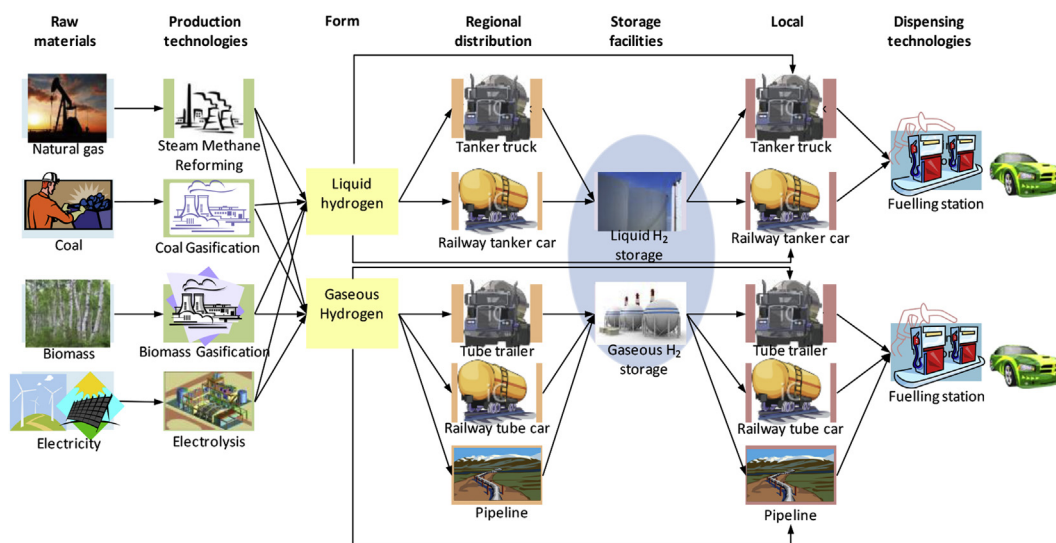 Raw
materials
Production
technologies
Form
Regional
distribution
Storage
facilities
Local
Dispensing
technologies
Natural gas
Steam Methane
Reforming
Tanker truck
Tanker truck
Liquid
hydrogen
Fuelling station
Coal
Coal Gasification
Railway tanker car
Liquid H₂
storage
Railway tanker car
Gaseous
Hydrogen
Biomass
Biomass Gasification
Tube trailer
Gaseous H₂
storage
Tube trailer
Fuelling station
Electricity
Electrolysis
Railway tube car
Railway tube car
Pipeline
Pipeline